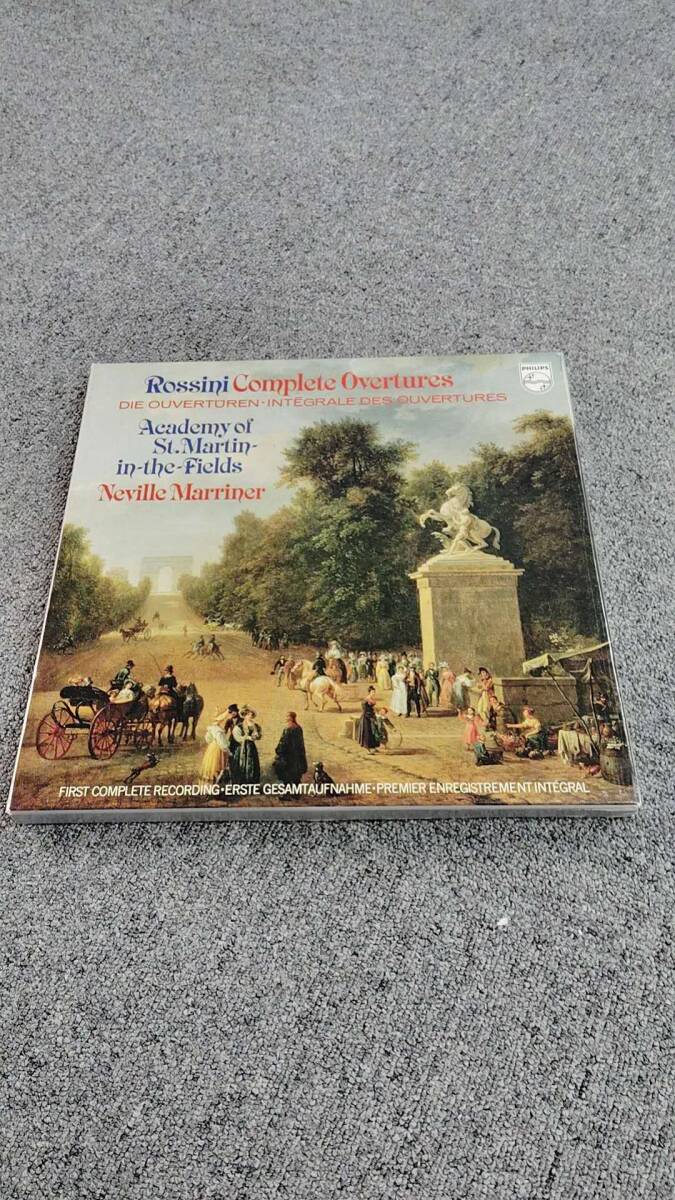 Rossini Complete Overtures
PHILIPS
DIE OUVERTÜREN·INTÉGRALE DES OUVERTURES
Academy of
St. Martin-
in-the-Fields
Neville Marriner
FIRST COMPLETE RECORDING·ERSTE GESAMTAUFNAHME·PREMIER ENREGISTREMENT INTÉGRAL